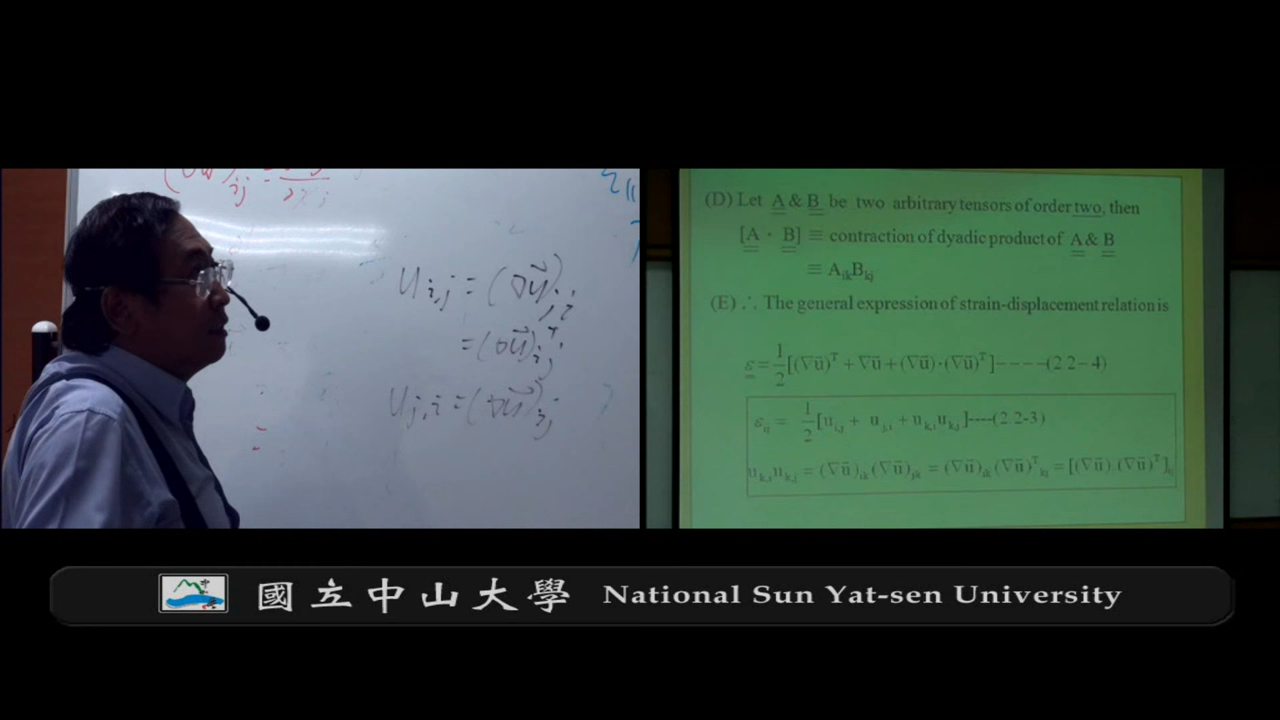 u_{i,j} = (∇u⃗)_{ji}
= (∇u⃗)^T_{ij}
u_{j,i} = (∇u⃗)_{ij}
(D) Let A & B be two arbitrary tensors of order two, then
[A · B] ≡ contraction of dyadic product of A & B
≡ A_{ik}B_{kj}
(E) ∴ The general expression of strain-displacement relation is
ε = 1/2 [(∇u⃗)^T + ∇u⃗ + (∇u⃗)·(∇u⃗)^T]-----(2.2-4)
ε_{ij} = 1/2 [u_{i,j} + u_{j,i} + u_{k,i}u_{k,j}]----(2.2-3)
u_{k,i}u_{k,j} = (∇u⃗)_{ik}(∇u⃗)_{jk} = (∇u⃗)_{ik}(∇u⃗)^T_{kj} = [(∇u⃗)·(∇u⃗)^T]_{ij}
國立中山大學 National Sun Yat-sen University